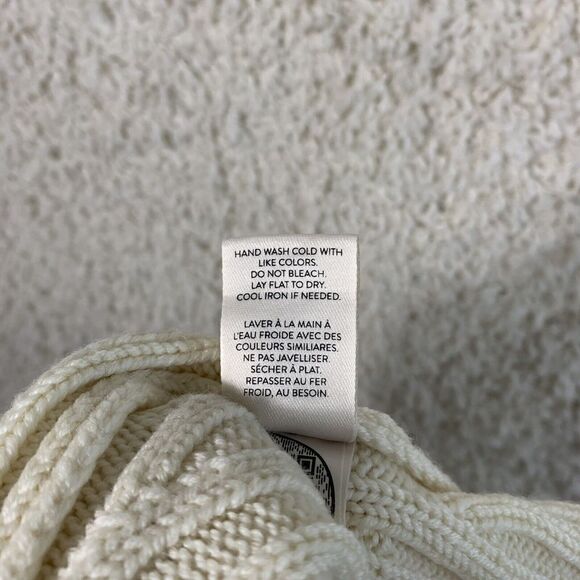 HAND WASH COLD WITH
LIKE COLORS.
DO NOT BLEACH.
LAY FLAT TO DRY.
COOL IRON IF NEEDED.
LAVER À LA MAIN À
L'EAU FROIDE AVEC DES
COULEURS SIMILIARES.
NE PAS JAVELLISER.
SÉCHER À PLAT.
REPASSER AU FER
FROID, AU BESOIN.